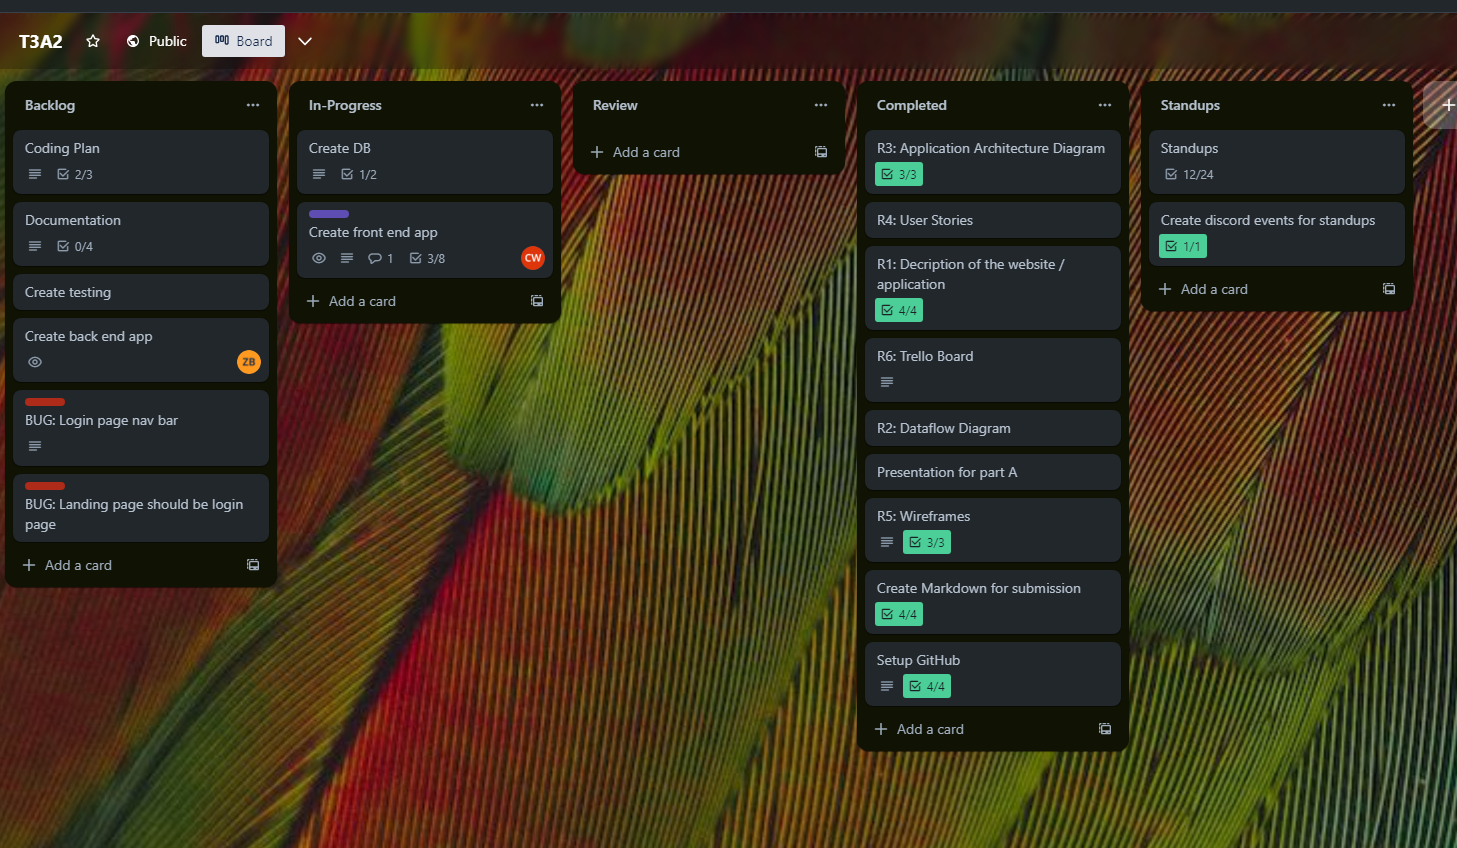 T3A2
Public
Board
Backlog
Coding Plan
2/3
Documentation
0/4
Create testing
Create back end app
ZB
BUG: Login page nav bar
BUG: Landing page should be login
page
Add a card
In-Progress
Create DB
1/2
Create front end app
1
3/8
CW
Add a card
Review
Add a card
Completed
R3: Application Architecture Diagram
3/3
R4: User Stories
R1: Decription of the website /
application
4/4
R6: Trello Board
R2: Dataflow Diagram
Presentation for part A
R5: Wireframes
3/3
Create Markdown for submission
4/4
Setup GitHub
4/4
Add a card
Standups
Standups
12/24
Create discord events for standups
1/1
Add a card